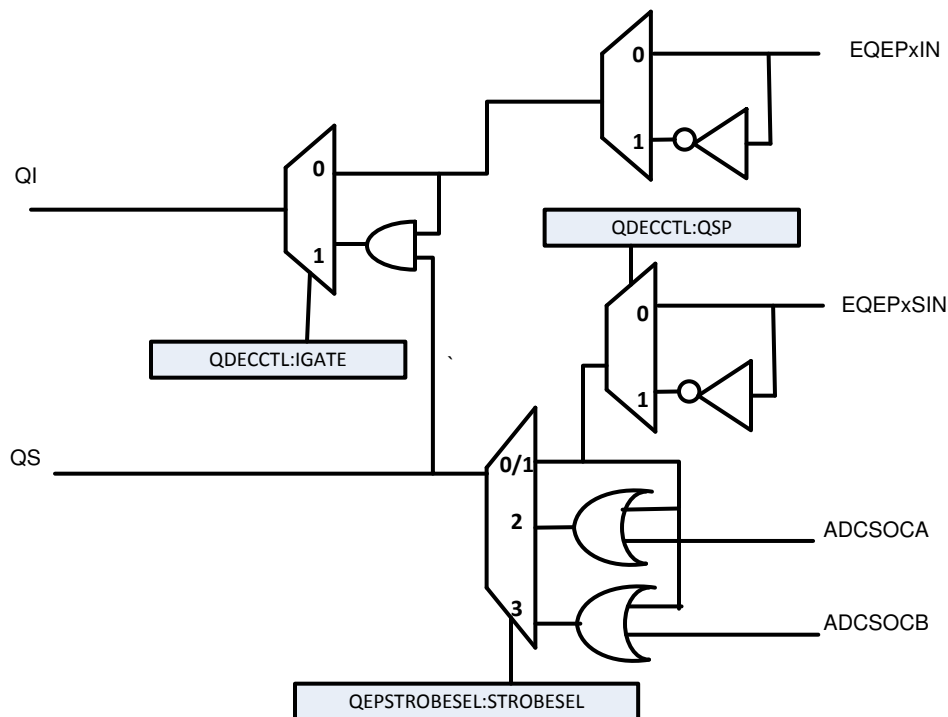 EQEPxIN
0
1
QI
0
1
QDECCTL:QSP
EQEPxSIN
0
1
QDECCTL:IGATE
`
QS
0/1
2
ADCSOCA
3
ADCSOCB
QEPSTROBESEL:STROBESEL